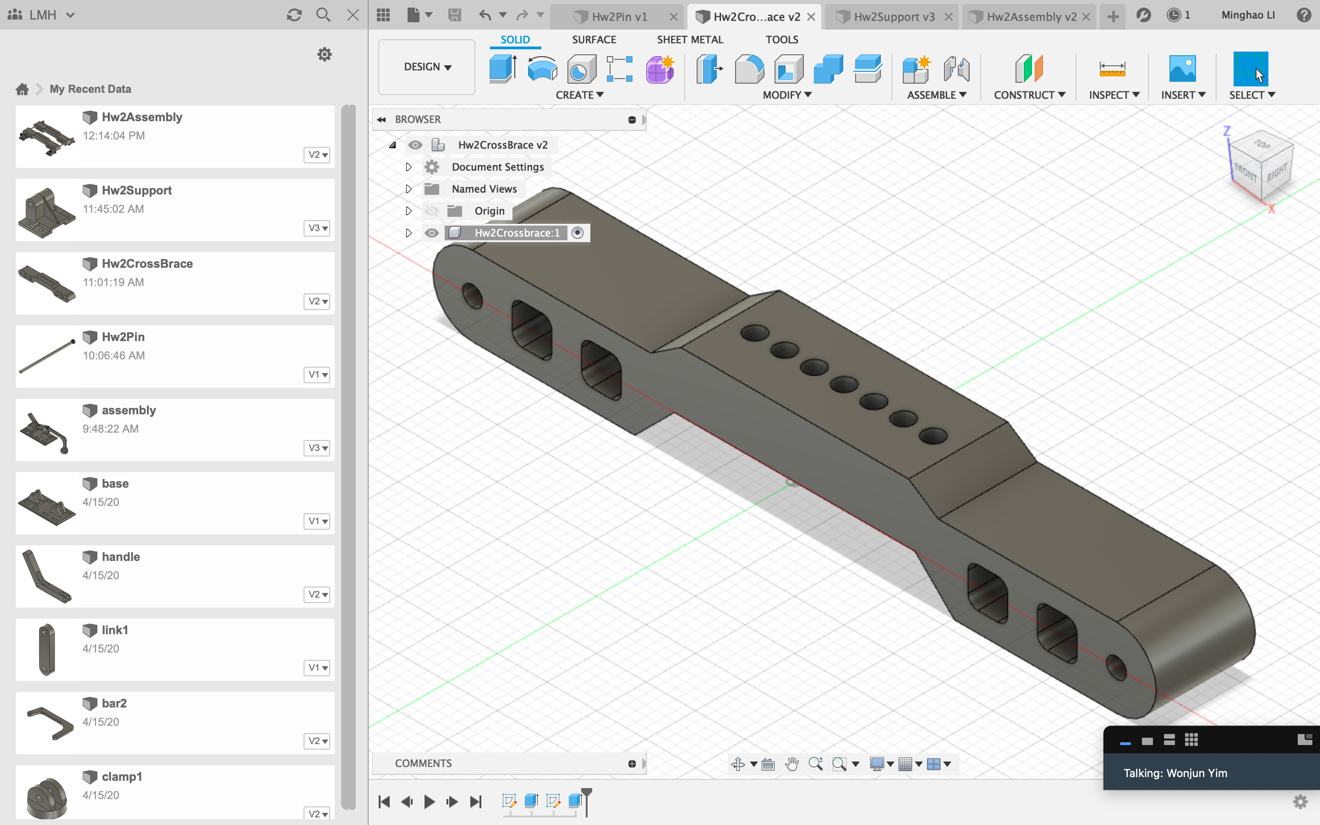 LMH
My Recent Data
Hw2Assembly
12:14:04 PM
V2
Hw2Support
11:45:02 AM
V3
Hw2CrossBrace
11:01:19 AM
V2
Hw2Pin
10:06:46 AM
V1
assembly
9:48:22 AM
V3
base
4/15/20
V1
handle
4/15/20
V2
link1
4/15/20
V1
bar2
4/15/20
V2
clamp1
4/15/20
V2
Hw2Pin v1
Hw2Cro...ace v2
Hw2Support v3
Hw2Assembly v2
1
Minghao LI
SOLID
SURFACE
SHEET METAL
TOOLS
DESIGN
CREATE
MODIFY
ASSEMBLE
CONSTRUCT
INSPECT
INSERT
SELECT
BROWSER
Hw2CrossBrace v2
Document Settings
Named Views
Origin
Hw2Crossbrace:1
Z
TOP
FRONT
RIGHT
X
COMMENTS
Talking: Wonjun Yim